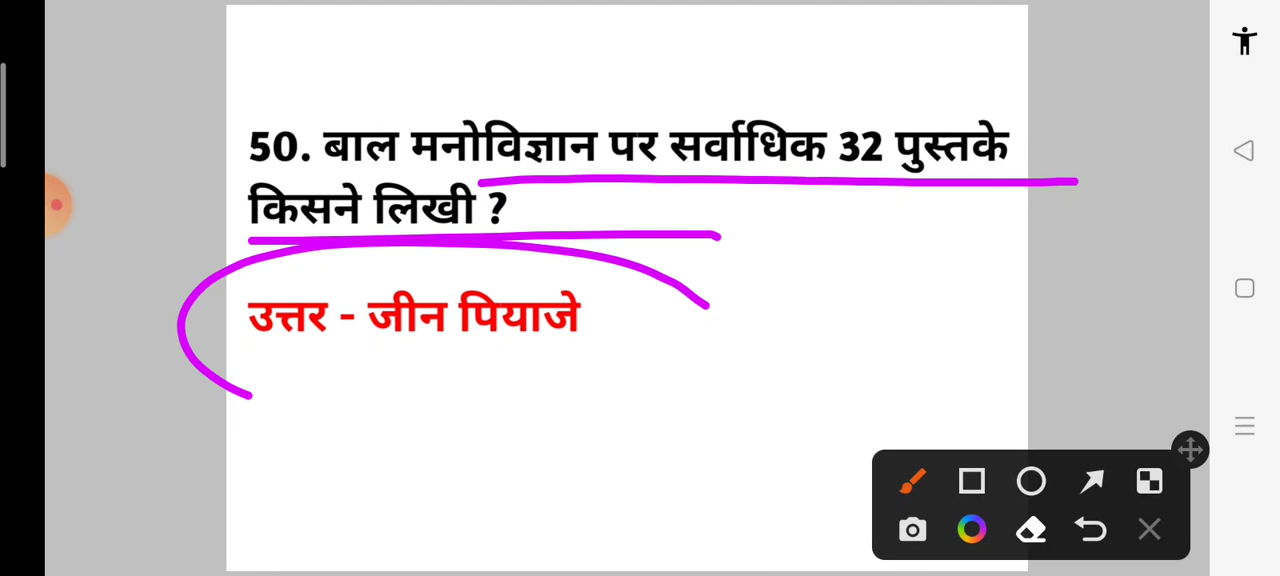 50. बाल मनोविज्ञान पर सर्वाधिक 32 पुस्तके
किसने लिखी ?
उत्तर - जीन पियाजे